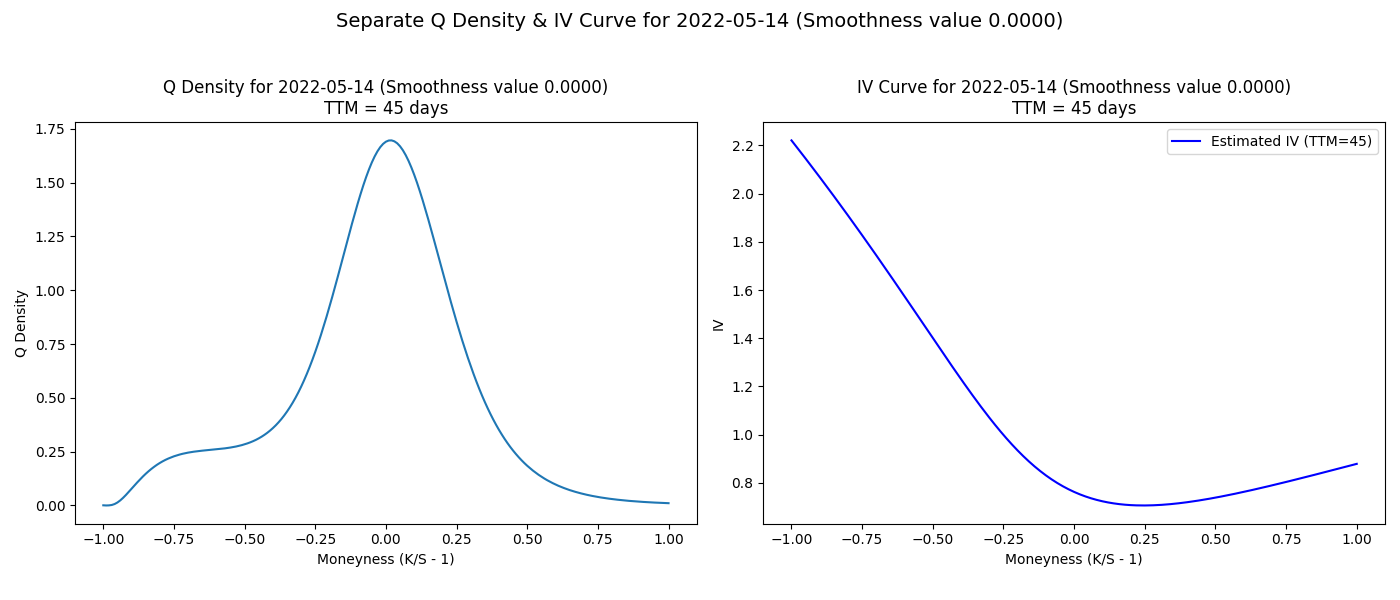 Separate Q Density & IV Curve for 2022-05-14 (Smoothness value 0.0000)
Q Density for 2022-05-14 (Smoothness value 0.0000)
TTM = 45 days
1.75
1.50
1.25
1.00
0.75
0.50
0.25
0.00
Q Density
−1.00 −0.75 −0.50 −0.25 0.00 0.25 0.50 0.75 1.00
Moneyness (K/S - 1)
IV Curve for 2022-05-14 (Smoothness value 0.0000)
TTM = 45 days
Estimated IV (TTM=45)
2.2
2.0
1.8
1.6
1.4
1.2
1.0
0.8
IV
−1.00 −0.75 −0.50 −0.25 0.00 0.25 0.50 0.75 1.00
Moneyness (K/S - 1)